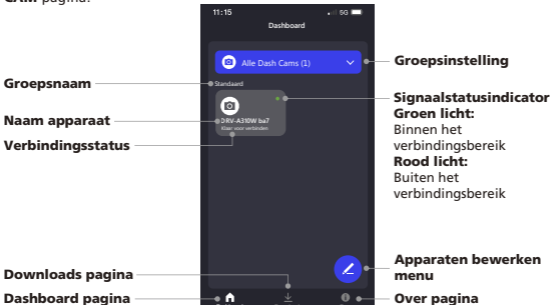 CAM pagina.
11:15
5G
Dashboard
Alle Dash Cams (1)
Groepsinstelling
Groepsnaam
Standaard
Signaalstatusindicator
Groen licht:
Binnen het
verbindingsbereik
Rood licht:
Buiten het
verbindingsbereik
Naam apparaat
DRV-A310W ba7
Klaar voor verbinden
Verbindingsstatus
Apparaten bewerken
menu
Downloads pagina
Dashboard pagina
Over pagina